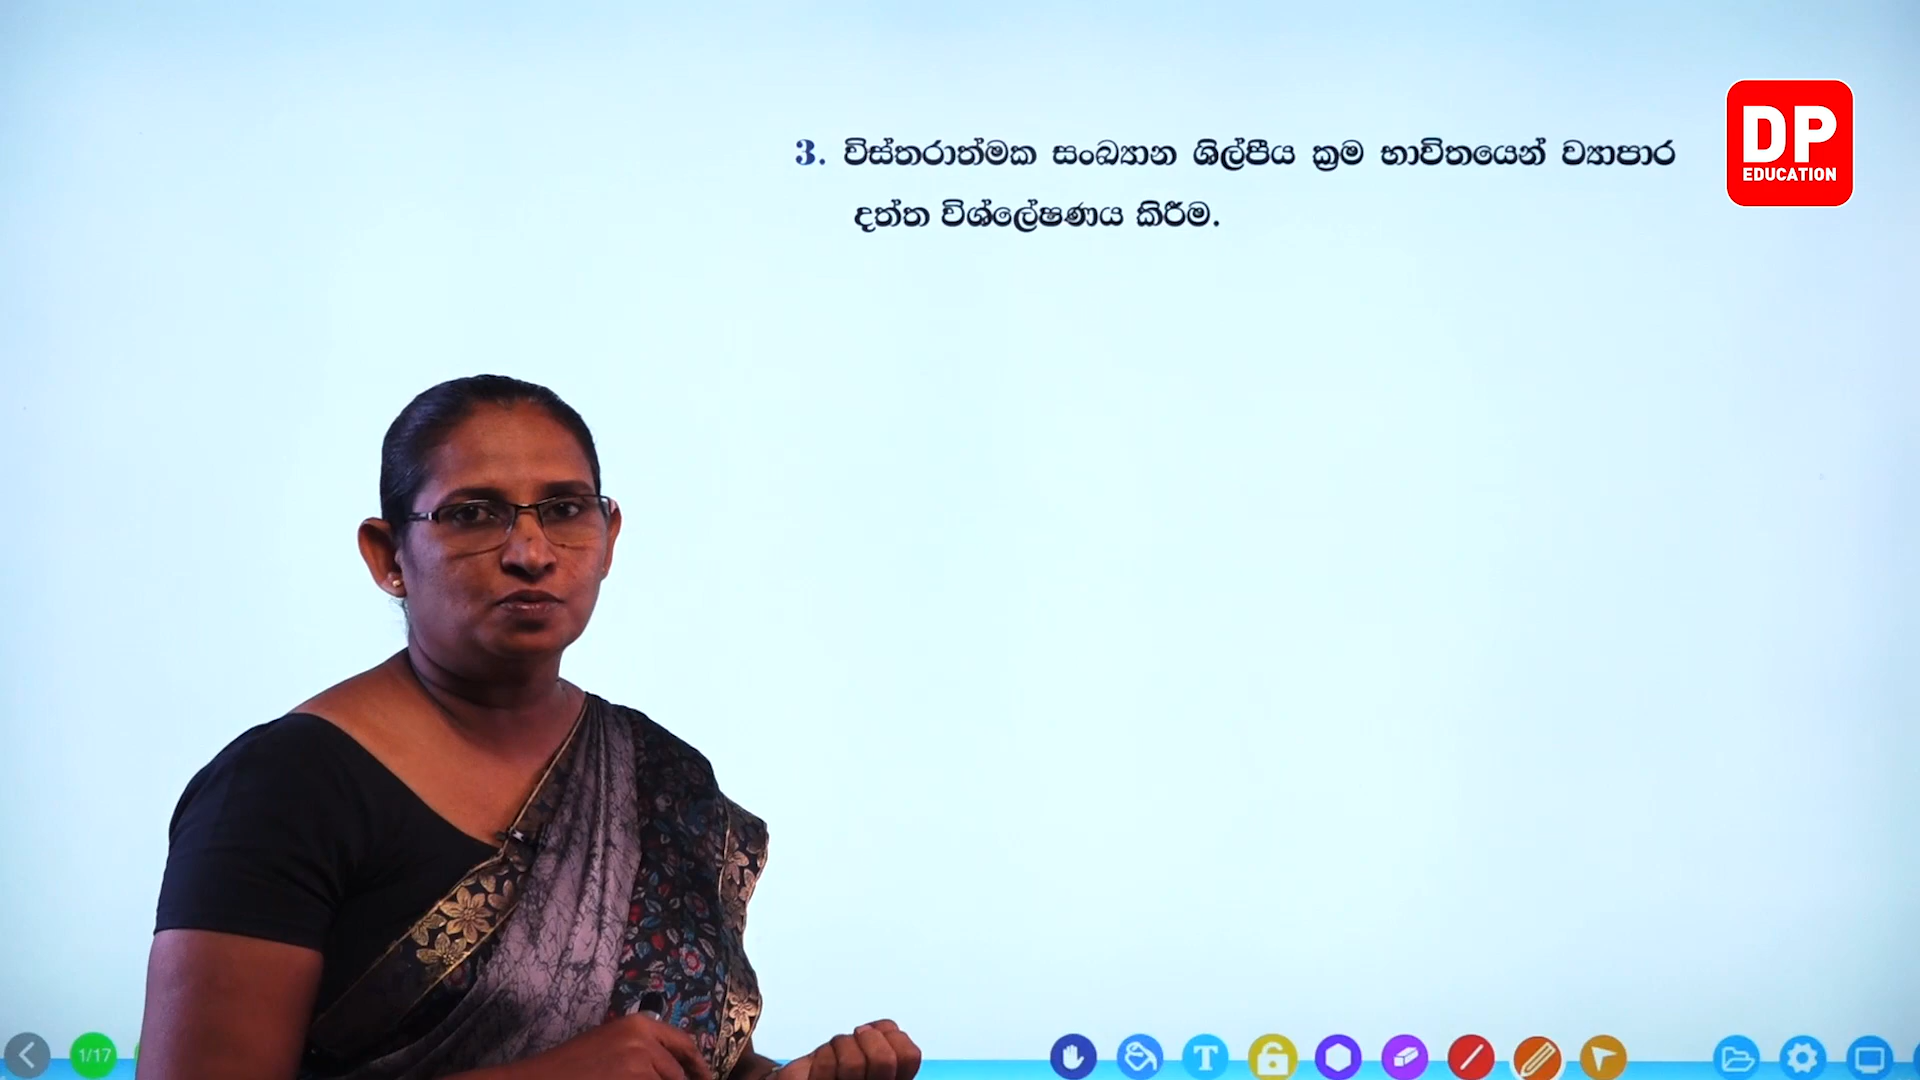 3. විස්තරාත්මක සංඛ්‍යාන ශිල්පීය ක්‍රම භාවිතයෙන් ව්‍යාපාර
දත්ත විශ්ලේෂණය කිරීම.
DP
EDUCATION
1/17
T